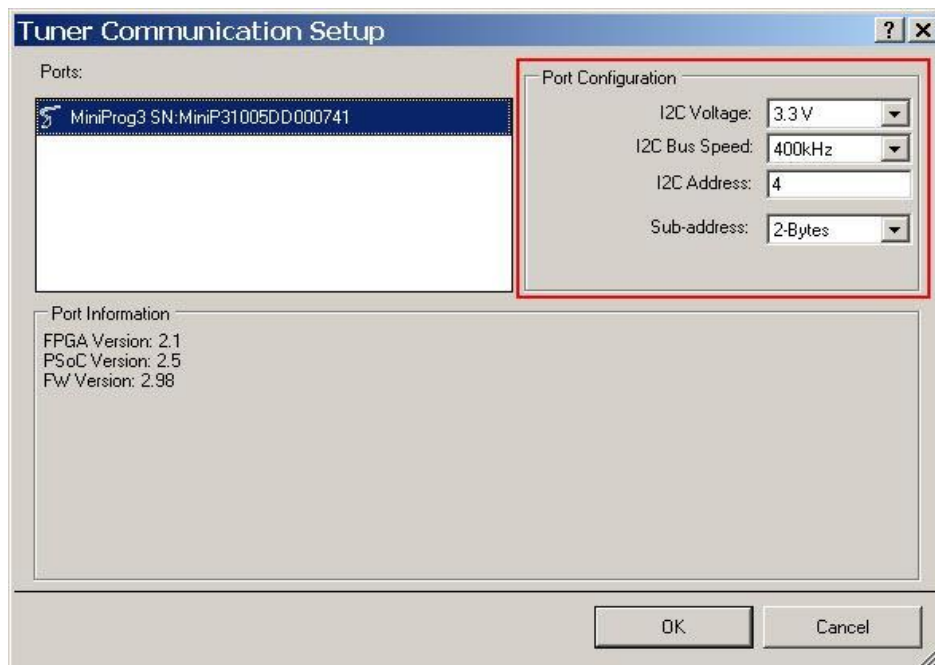 Tuner Communication Setup
Ports:
MiniProg3 SN:MiniP31005DD000741
Port Configuration
I2C Voltage: 3.3 V
I2C Bus Speed: 400kHz
I2C Address: 4
Sub-address: 2-Bytes
Port Information
FPGA Version: 2.1
PSoC Version: 2.5
FW Version: 2.98
OK Cancel